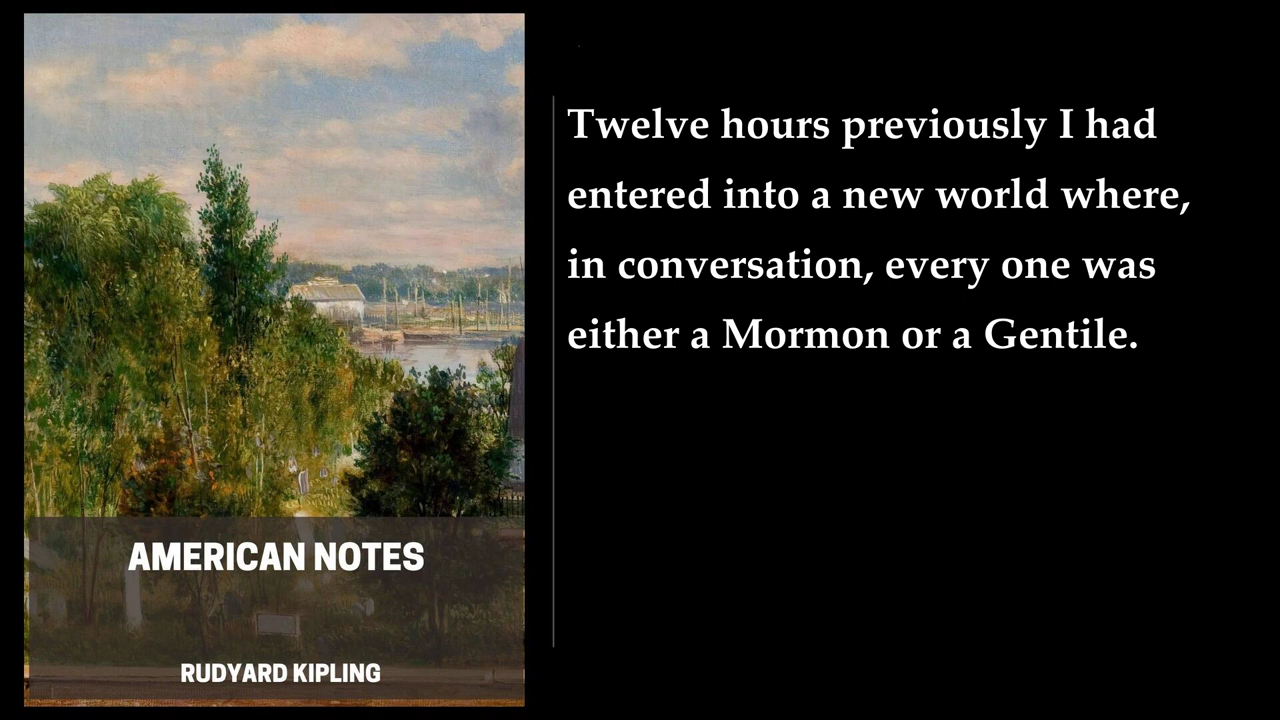 Twelve hours previously I had
entered into a new world where,
in conversation, every one was
either a Mormon or a Gentile.
AMERICAN NOTES
RUDYARD KIPLING